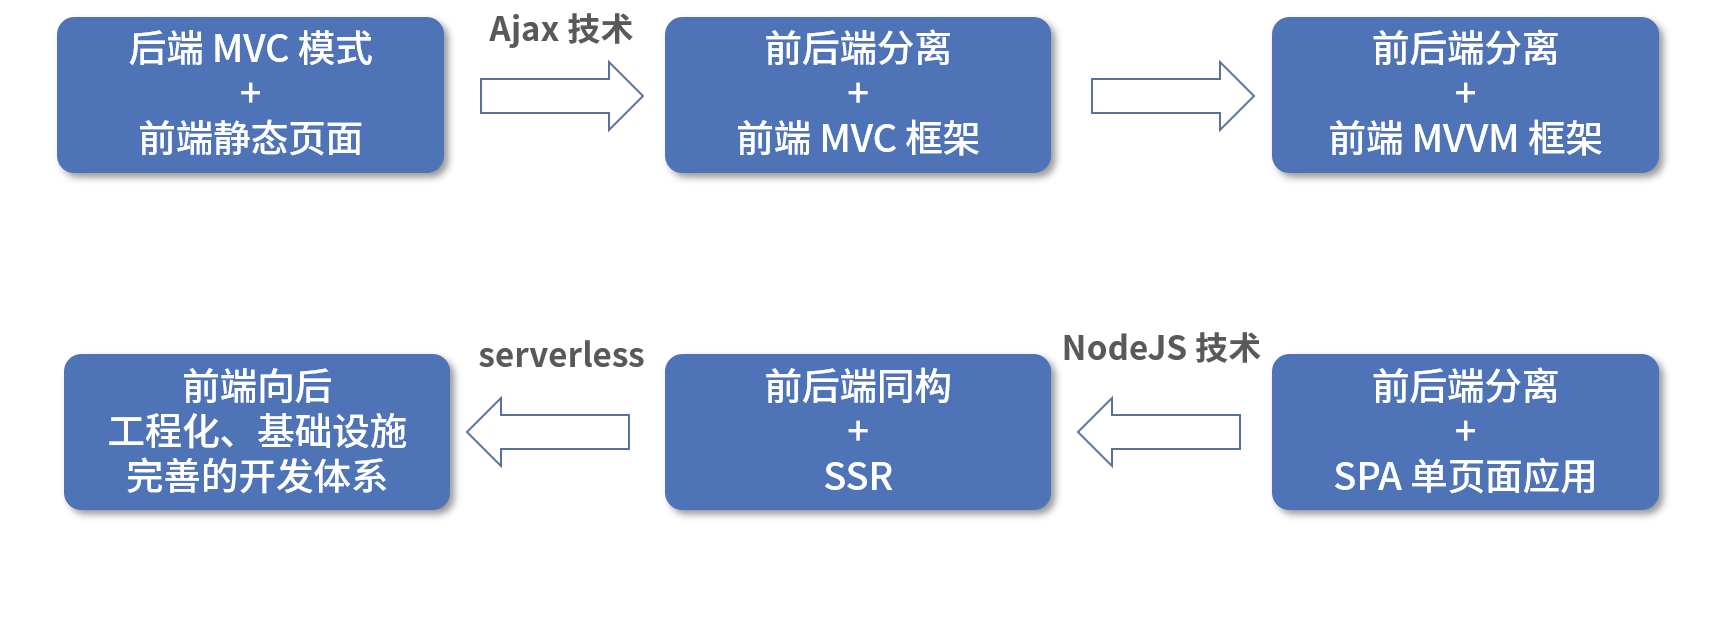 后端 MVC 模式
+
前端静态页面
Ajax 技术
前后端分离
+
前端 MVC 框架
前后端分离
+
前端 MVVM 框架
前后端分离
+
SPA 单页面应用
NodeJS 技术
前后端同构
+
SSR
serverless
前端向后
工程化、基础设施
完善的开发体系